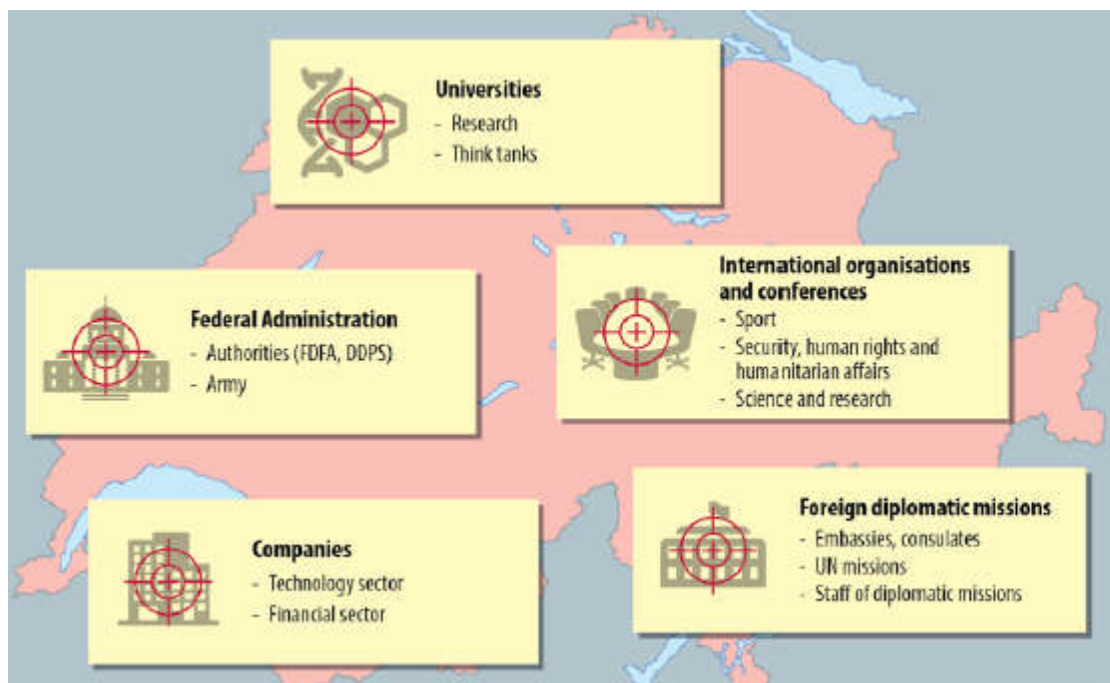 Universities
- Research
- Think tanks
International organisations
and conferences
- Sport
- Security, human rights and
humanitarian affairs
- Science and research
Federal Administration
- Authorities (FDFA, DDPS)
- Army
Foreign diplomatic missions
- Embassies, consulates
- UN missions
- Staff of diplomatic missions
Companies
- Technology sector
- Financial sector